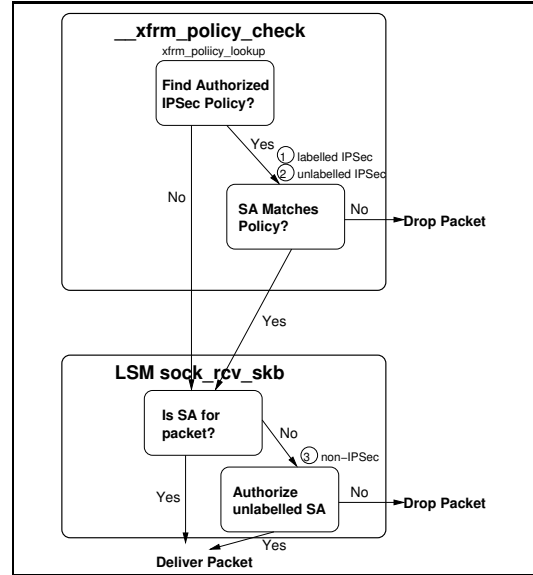 __xfrm_policy_check
xfrm_poliicy_lookup
Find Authorized
IPSec Policy?
Yes
1 labelled IPSec
2 unlabelled IPSec
No
SA Matches
Policy?
No
Drop Packet
Yes
LSM sock_rcv_skb
Is SA for
packet?
No
3 non−IPSec
Yes
Authorize
unlabelled SA
No
Drop Packet
Yes
Deliver Packet